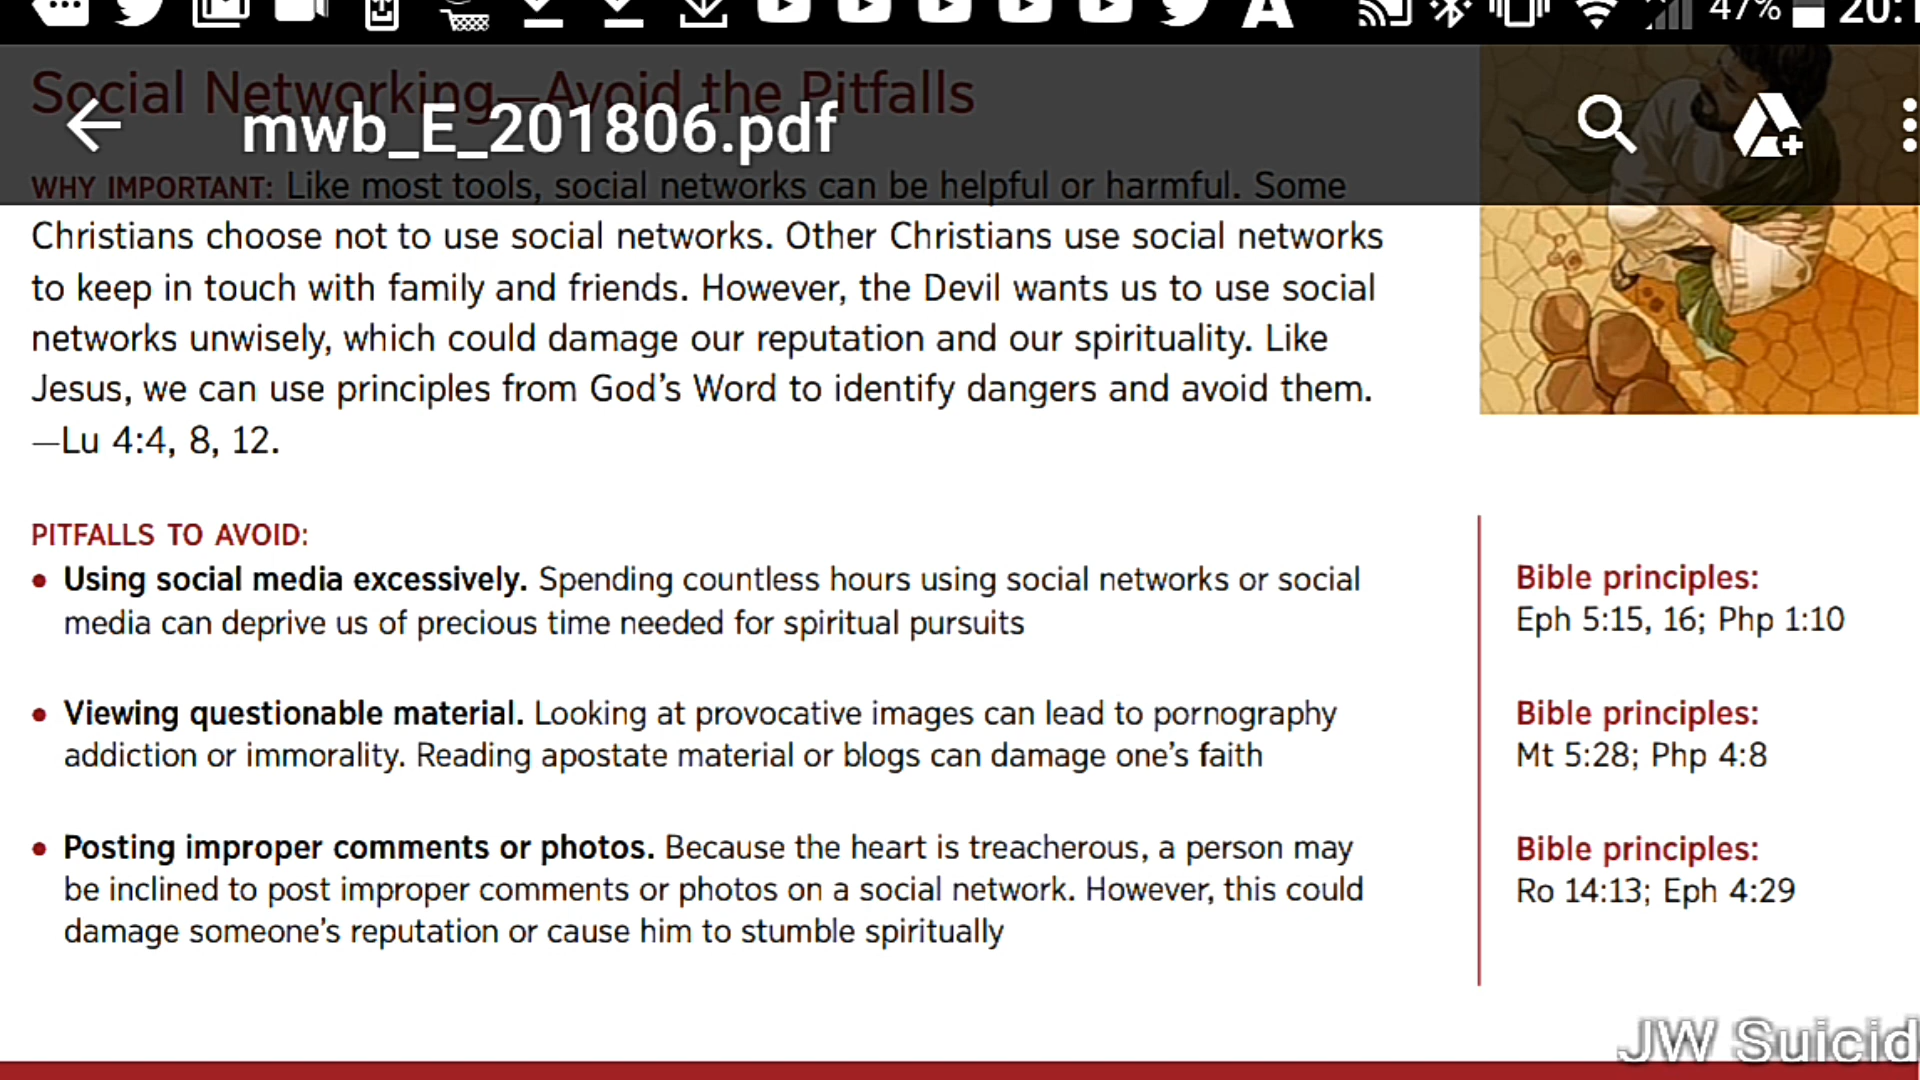 47%
Social Networking—Avoid the Pitfalls
mwb_E_201806.pdf
WHY IMPORTANT: Like most tools, social networks can be helpful or harmful. Some
Christians choose not to use social networks. Other Christians use social networks
to keep in touch with family and friends. However, the Devil wants us to use social
networks unwisely, which could damage our reputation and our spirituality. Like
Jesus, we can use principles from God's Word to identify dangers and avoid them.
—Lu 4:4, 8, 12.
PITFALLS TO AVOID:
• Using social media excessively. Spending countless hours using social networks or social
media can deprive us of precious time needed for spiritual pursuits
Bible principles:
Eph 5:15, 16; Php 1:10
• Viewing questionable material. Looking at provocative images can lead to pornography
addiction or immorality. Reading apostate material or blogs can damage one's faith
Bible principles:
Mt 5:28; Php 4:8
• Posting improper comments or photos. Because the heart is treacherous, a person may
be inclined to post improper comments or photos on a social network. However, this could
damage someone's reputation or cause him to stumble spiritually
Bible principles:
Ro 14:13; Eph 4:29
JW Suicid